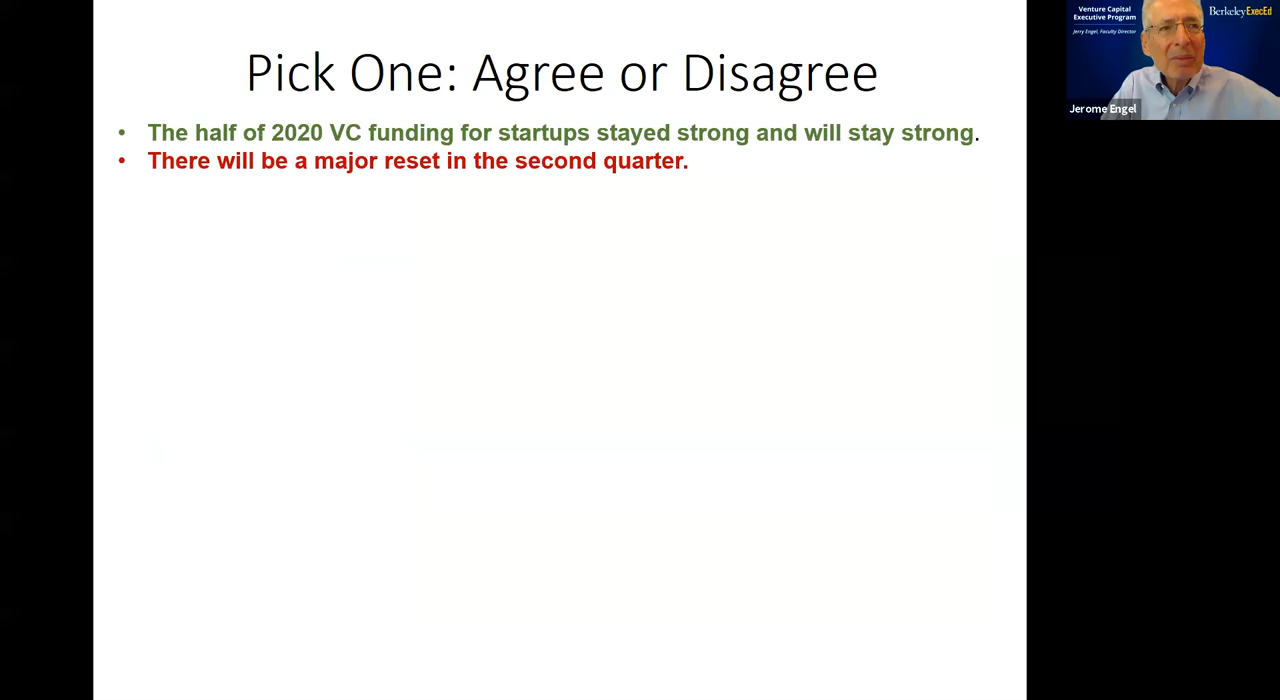 Pick One: Agree or Disagree
• The half of 2020 VC funding for startups stayed strong and will stay strong.
• There will be a major reset in the second quarter.
Venture Capital
Executive Program
Jerry Engel, Faculty Director
BerkeleyExecEd
Jerome Engel